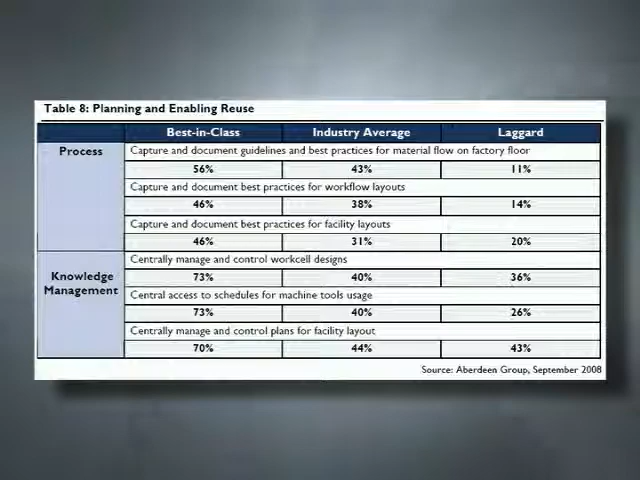 Table 8: Planning and Enabling Reuse
Best-in-Class Industry Average Laggard
Process
Capture and document guidelines and best practices for material flow on factory floor
56% 43% 11%
Capture and document best practices for workflow layouts
46% 38% 14%
Capture and document best practices for facility layouts
46% 31% 20%
Knowledge Management
Centrally manage and control workcell designs
73% 40% 36%
Central access to schedules for machine tools usage
73% 40% 26%
Centrally manage and control plans for facility layout
70% 44% 43%
Source: Aberdeen Group, September 2008